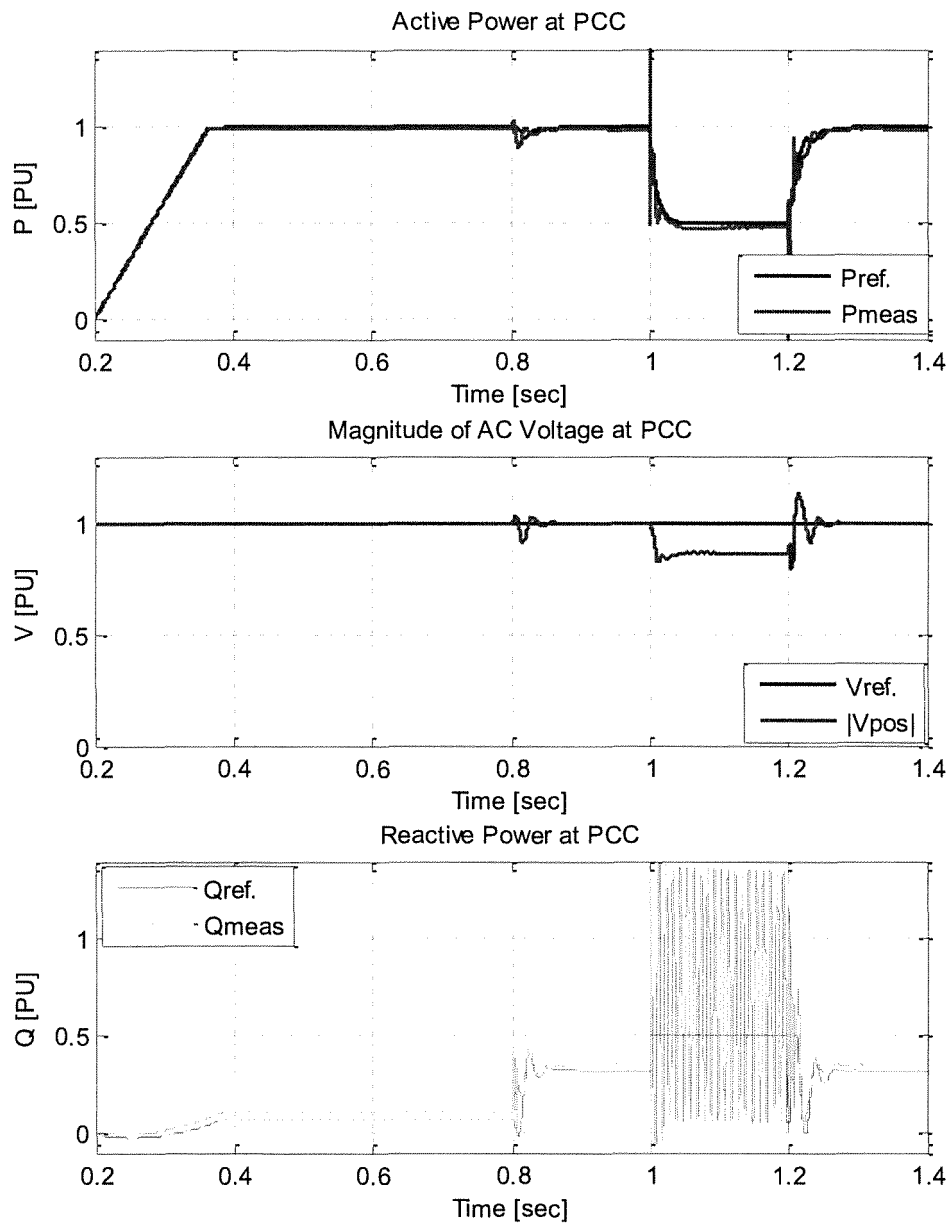 Active Power at PCC
P [PU]
1
0.5
0
Pref.
Pmeas
0.2 0.4 0.6 0.8 1 1.2 1.4
Time [sec]
Magnitude of AC Voltage at PCC
V [PU]
1
0.5
0
Vref.
|Vpos|
0.2 0.4 0.6 0.8 1 1.2 1.4
Time [sec]
Reactive Power at PCC
Q [PU]
Qref.
Qmeas
1
0.5
0
0.2 0.4 0.6 0.8 1 1.2 1.4
Time [sec]